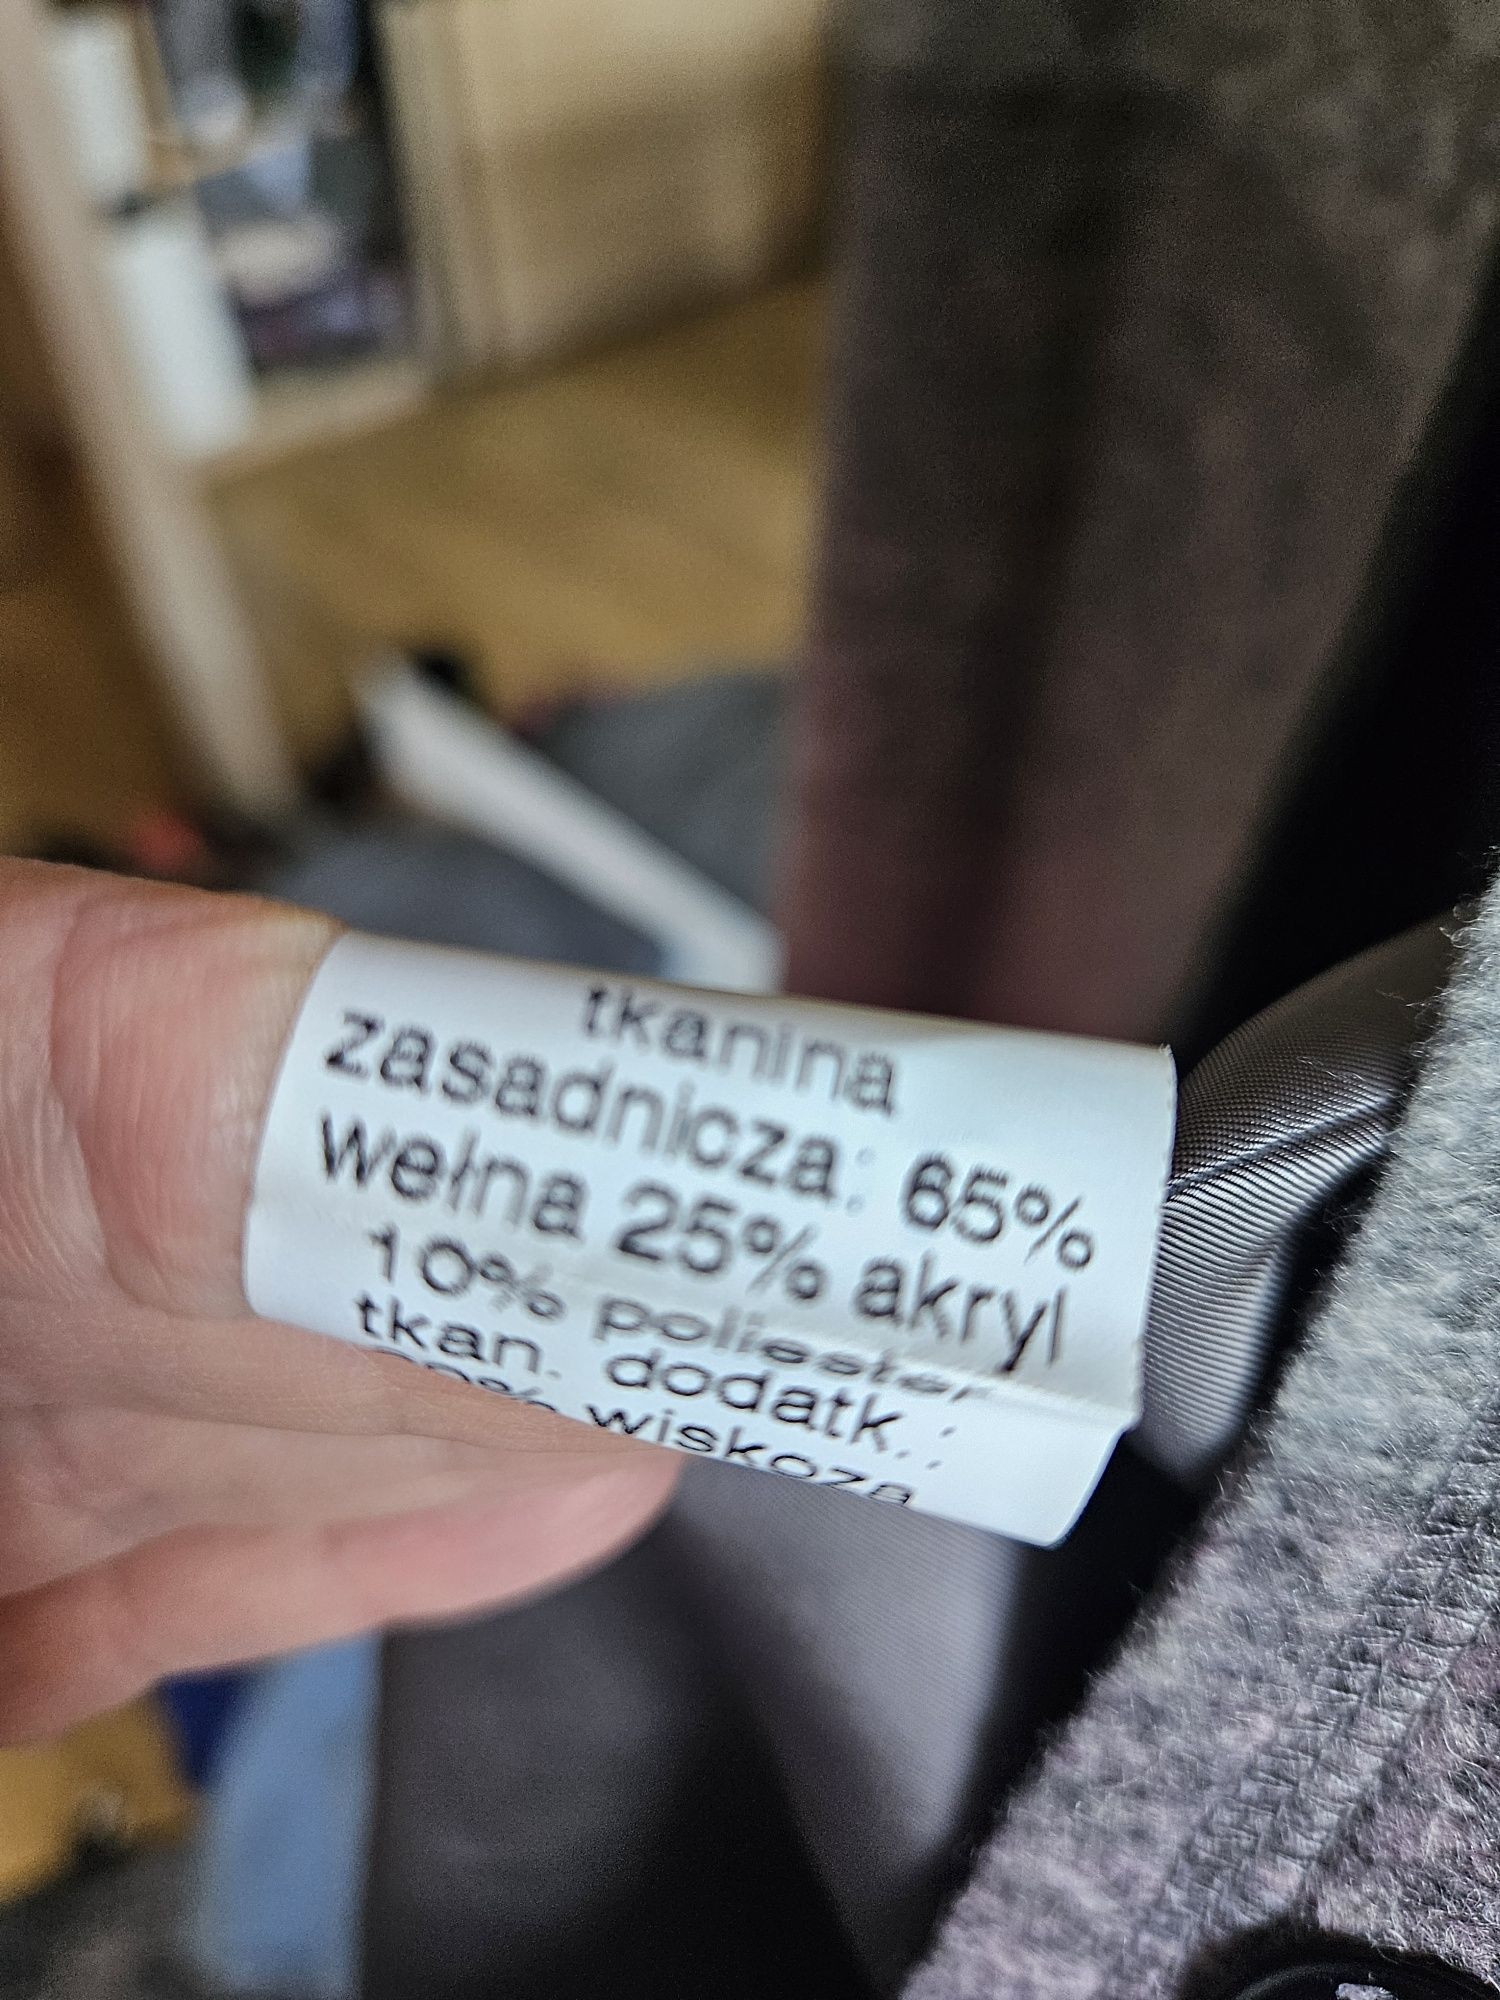 tkanina
zasadnicza: 65%
wełna 25% akryl
10% poliester
tkan. dodatk.:
wiskoza